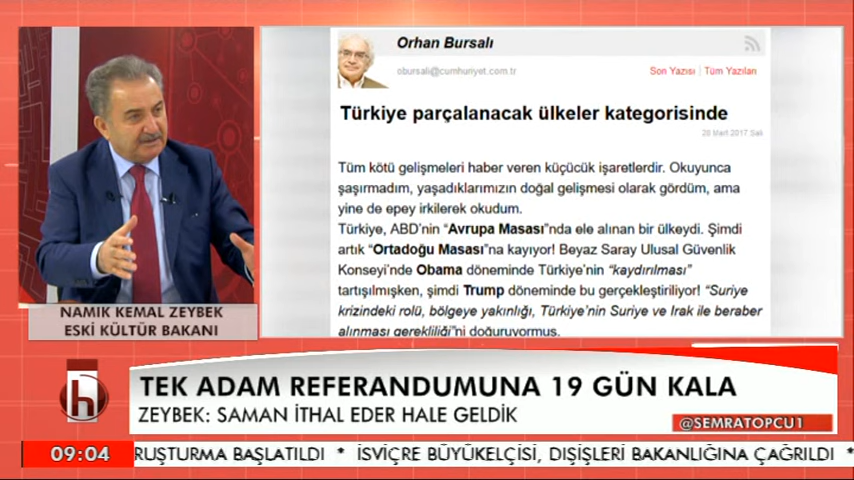 Orhan Bursalı
obursali@cumhuriyet.com.tr
Son Yazısı | Tüm Yazıları
Türkiye parçalanacak ülkeler kategorisinde
28 Mart 2017 Salı
Tüm kötü gelişmeleri haber veren küçücük işaretlerdir. Okuyunca
şaşırmadım, yaşadıklarımızın doğal gelişmesi olarak gördüm, ama
yine de epey irkilerek okudum.
Türkiye, ABD'nin “Avrupa Masası”nda ele alınan bir ülkeydi. Şimdi
artık “Ortadoğu Masası”na kayıyor! Beyaz Saray Ulusal Güvenlik
Konseyi'nde Obama döneminde Türkiye'nin “kaydırılması”
tartışılmışken, şimdi Trump döneminde bu gerçekleştiriliyor! “Suriye
krizindeki rolü, bölgeye yakınlığı, Türkiye'nin Suriye ve Irak ile beraber
alınması gerekliliği”ni doğuruyormuş.
NAMIK KEMAL ZEYBEK
ESKİ KÜLTÜR BAKANI
h
TEK ADAM REFERANDUMUNA 19 GÜN KALA
ZEYBEK: SAMAN İTHAL EDER HALE GELDİK
@SEMRATOPCU1
09:04
RUŞTURMA BAŞLATILDI * İSVİÇRE BÜYÜKELÇİSİ, DIŞİŞLERİ BAKANLIĞINA ÇAĞRILDI *